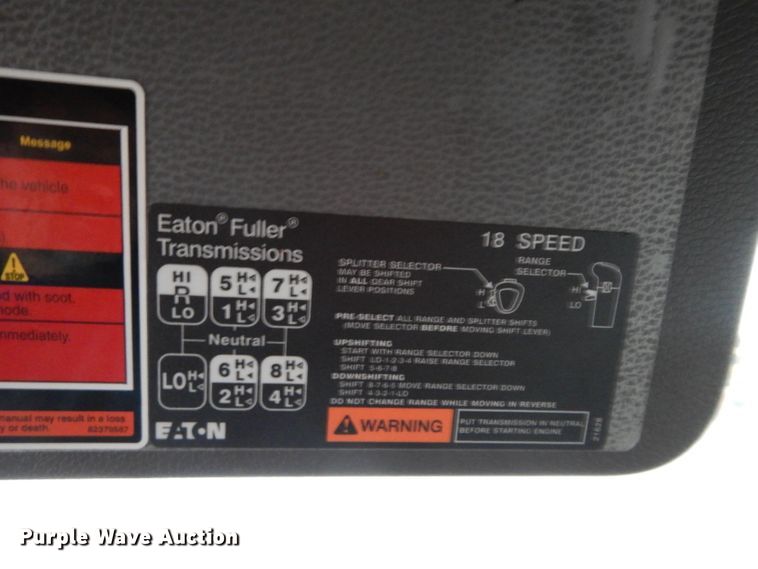 Message
he vehicle
STOP
d with soot.
node.
mmediately.
manual may result in a loss
y or death. 82378587
Eaton® Fuller®
Transmissions
18 SPEED
HI
R
LO
5 H L
1 H L
7 H L
3 H L
Neutral
LO H L
6 H L
2 H L
8 H L
4 H L
EATON
SPLITTER SELECTOR
MAY BE SHIFTED
IN ALL GEAR SHIFT
LEVER POSITIONS
H
L
RANGE
SELECTOR
HI
LO
PRE-SELECT ALL RANGE AND SPLITTER SHIFTS
(MOVE SELECTOR BEFORE MOVING SHIFT LEVER)
UPSHIFTING
START WITH RANGE SELECTOR DOWN
SHIFT LO-1-2-3-4 RAISE RANGE SELECTOR
SHIFT 5-6-7-8
DOWNSHIFTING
SHIFT 8-7-6-5 MOVE RANGE SELECTOR DOWN
SHIFT 4-3-2-1-LO
DO NOT CHANGE RANGE WHILE MOVING IN REVERSE
WARNING
PUT TRANSMISSION IN NEUTRAL
BEFORE STARTING ENGINE
21628
Purple Wave Auction